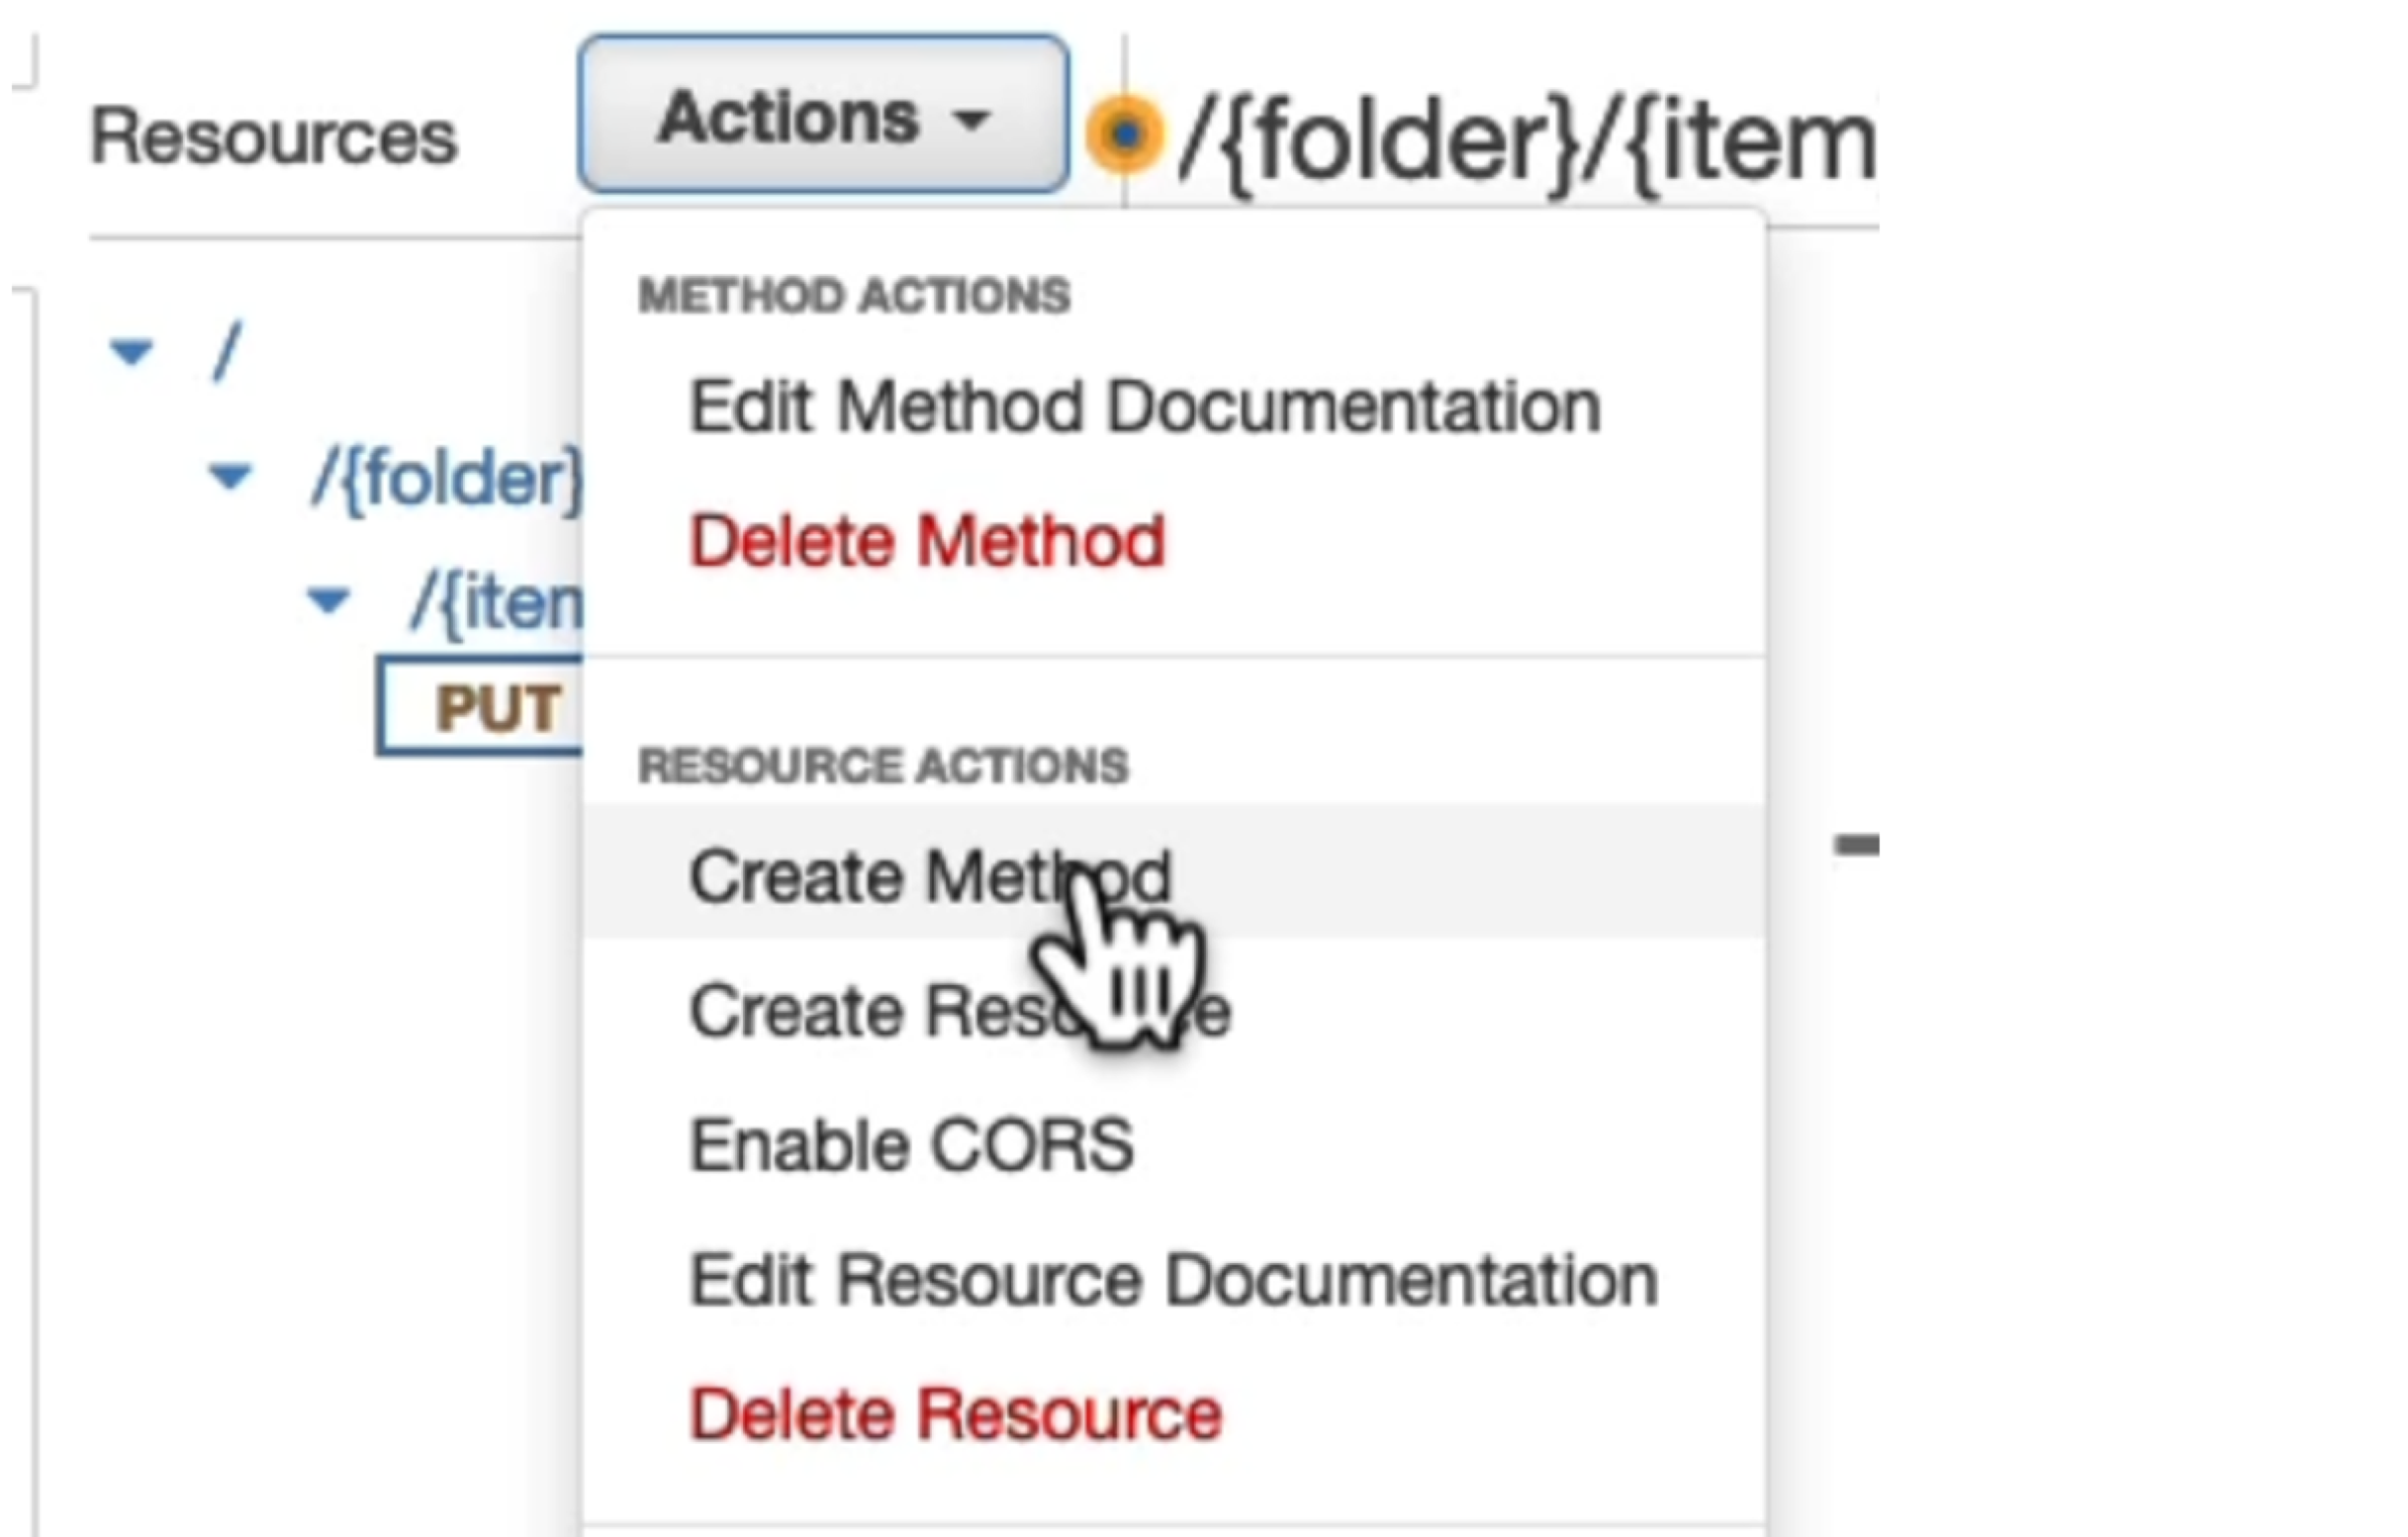 Resources
Actions
/{folder}/{item
METHOD ACTIONS
/
Edit Method Documentation
/{folder}
Delete Method
/{item
PUT
RESOURCE ACTIONS
Create Method
Create Resource
Enable CORS
Edit Resource Documentation
Delete Resource